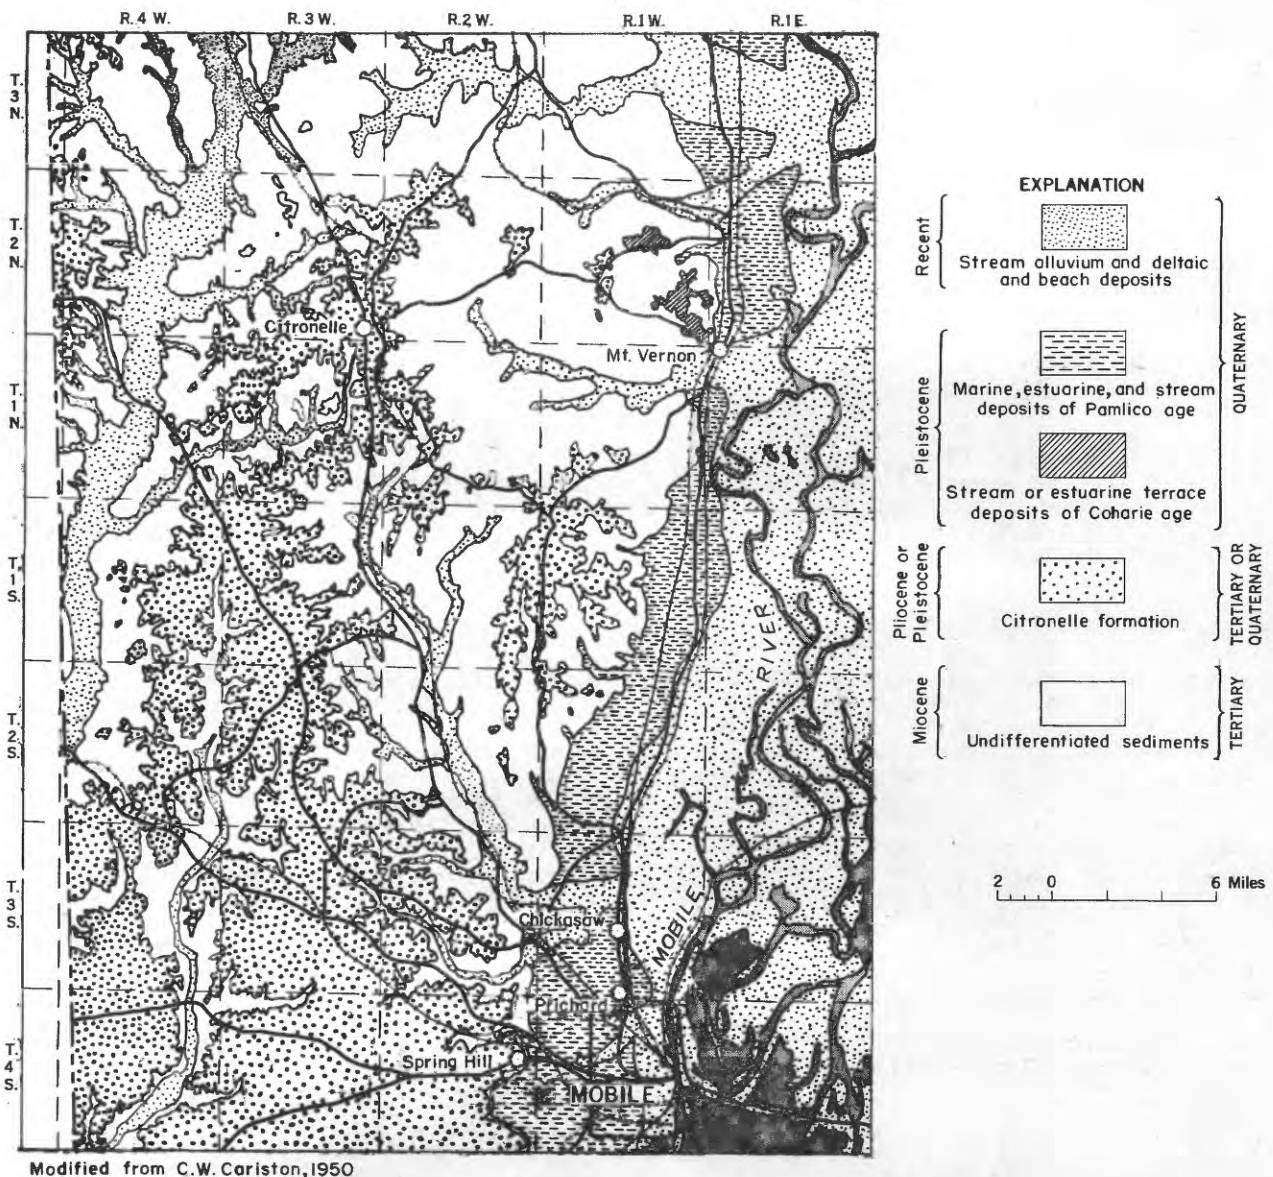 R.4 W. R.3 W. R.2 W. R.1 W. R.1 E.
T.
3
N.
T.
2
N.
T.
1
N.
T.
1
S.
T.
2
S.
T.
3
S.
T.
4
S.
Citronelle
Mt. Vernon
RIVER
MOBILE
Chickasaw
Prichard
Spring Hill
MOBILE
Modified from C.W. Carlston, 1950
EXPLANATION
Recent
Stream alluvium and deltaic
and beach deposits
Pleistocene
Marine, estuarine, and stream
deposits of Pamlico age
Stream or estuarine terrace
deposits of Coharie age
QUATERNARY
Pliocene or
Pleistocene
Citronelle formation
TERTIARY OR
QUATERNARY
Miocene
Undifferentiated sediments
TERTIARY
2 0 6 Miles